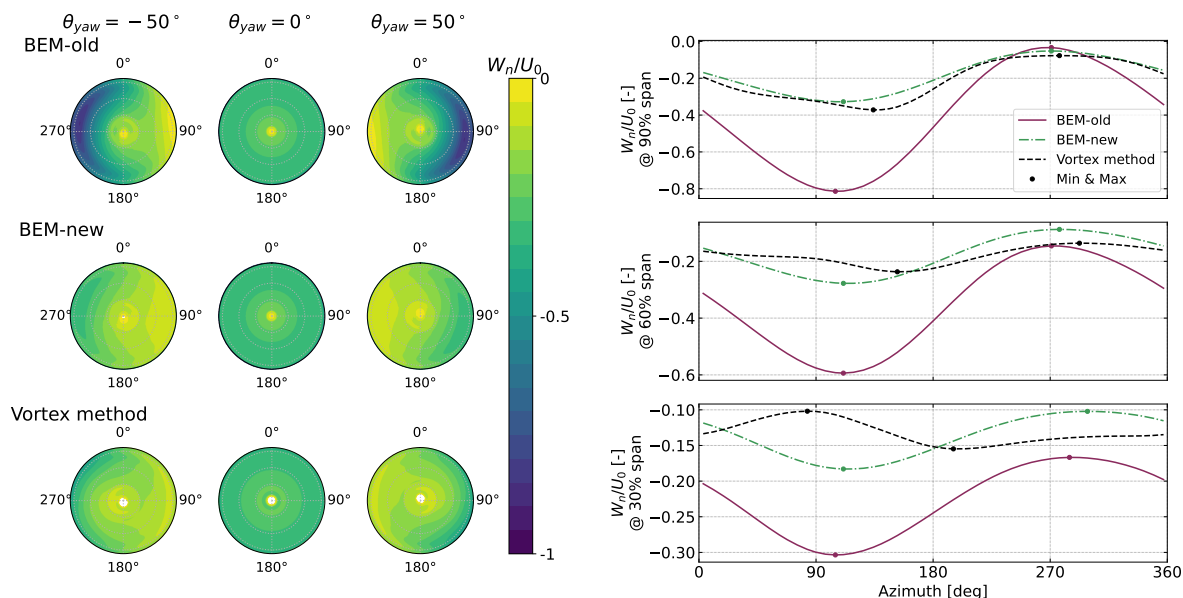 θyaw = −50° θyaw = 0° θyaw = 50°
BEM-old
Wn/U0
0° 0° 0°
0
270° 90° 90°
180° 180° 180°
BEM-new
0° 0° 0°
270° 90° 90°
-0.5
180° 180° 180°
Vortex method
0° 0° 0°
270° 90° 90°
180° 180° 180°
-1
Wn/U0 [-]
@ 90% span
0.0
−0.2
−0.4
−0.6
−0.8
BEM-old
BEM-new
Vortex method
Min & Max
Wn/U0 [-]
@ 60% span
−0.2
−0.4
−0.6
Wn/U0 [-]
@ 30% span
−0.10
−0.15
−0.20
−0.25
−0.30
0 90 180 270 360
Azimuth [deg]